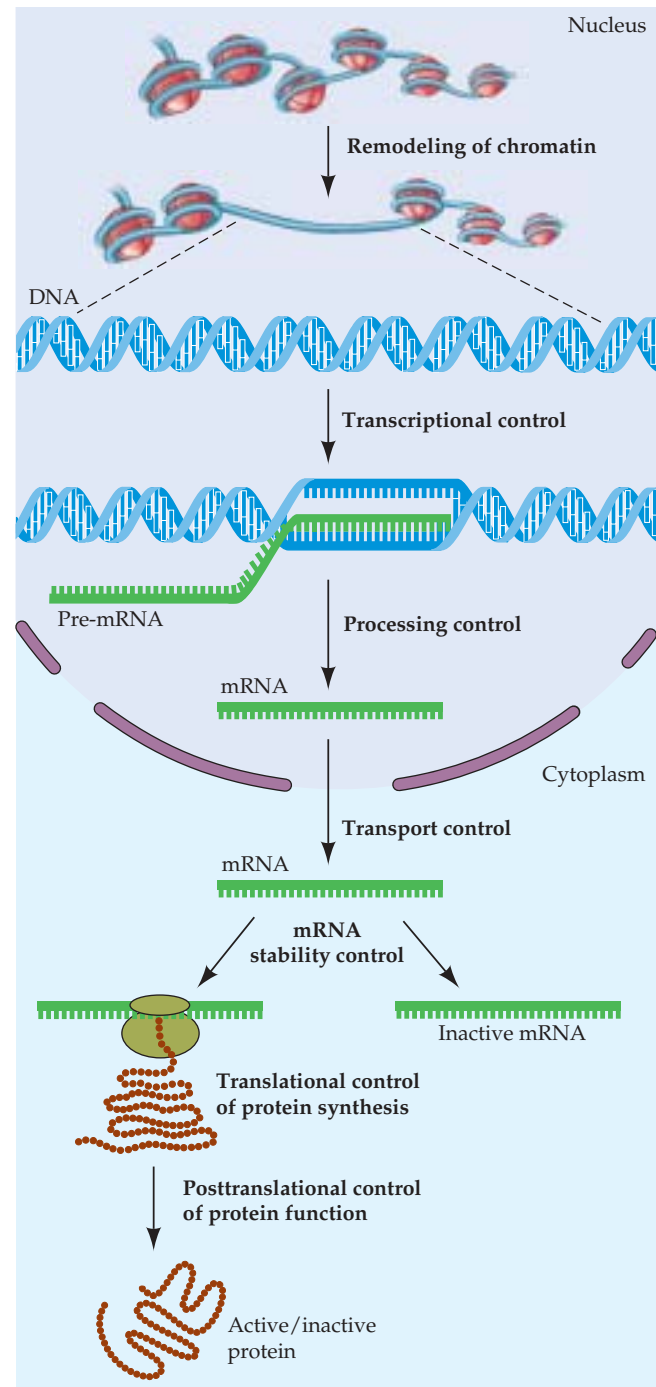 Nucleus
Remodeling of chromatin
DNA
Transcriptional control
Pre-mRNA
Processing control
mRNA
Cytoplasm
Transport control
mRNA
mRNA
stability control
Inactive mRNA
Translational control
of protein synthesis
Posttranslational control
of protein function
Active/inactive
protein